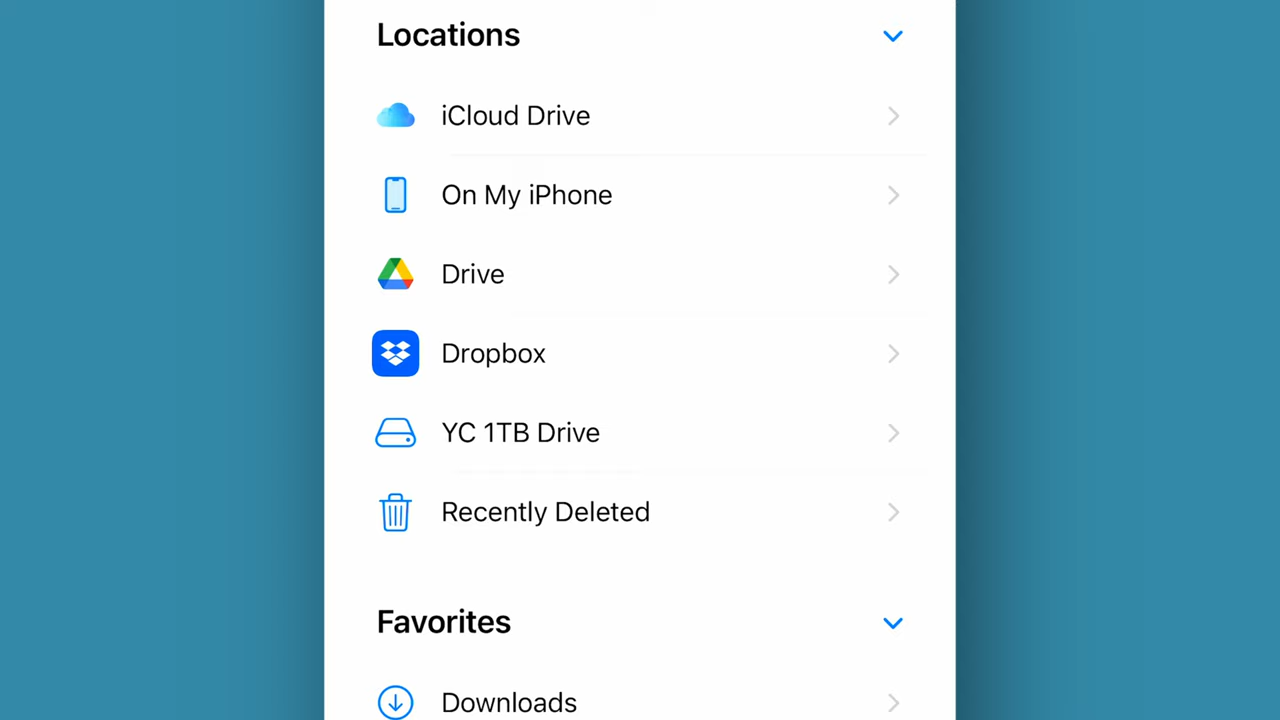 Locations
iCloud Drive
On My iPhone
Drive
Dropbox
YC 1TB Drive
Recently Deleted
Favorites
Downloads